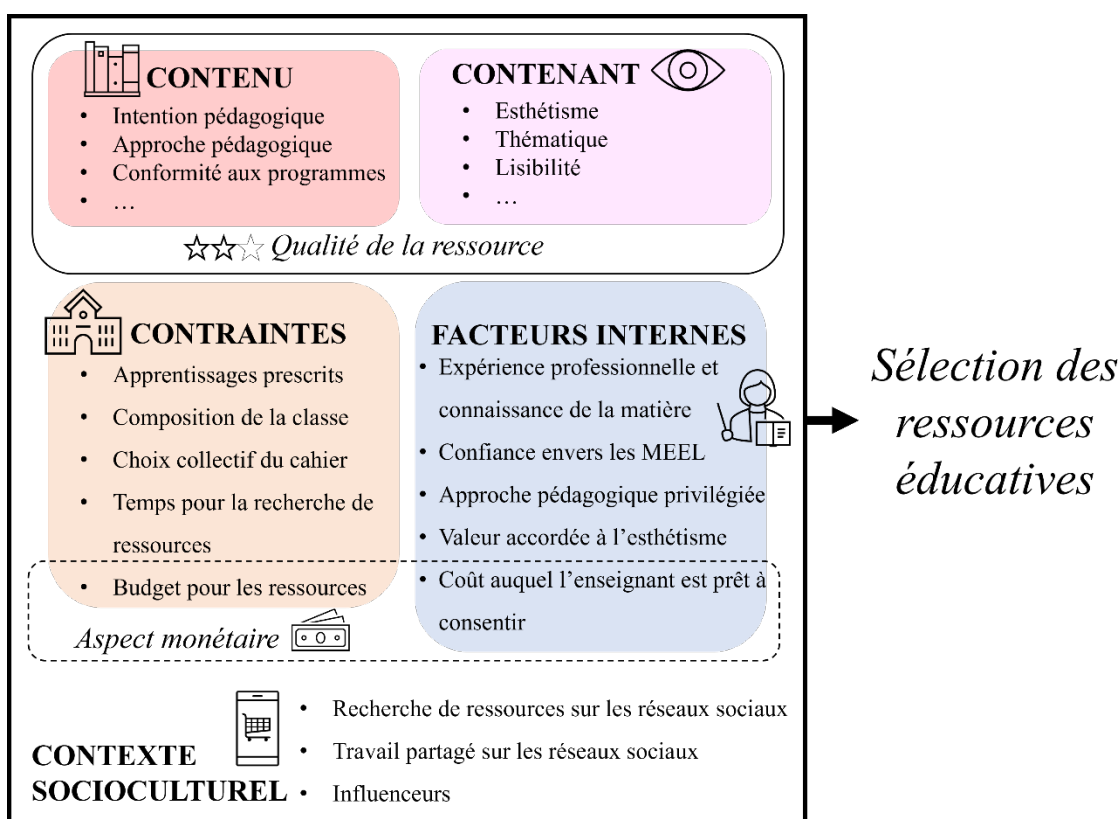 CONTENU
• Intention pédagogique
• Approche pédagogique
• Conformité aux programmes
• …
CONTENANT
• Esthétisme
• Thématique
• Lisibilité
• …
Qualité de la ressource
CONTRAINTES
• Apprentissages prescrits
• Composition de la classe
• Choix collectif du cahier
• Temps pour la recherche de
ressources
• Budget pour les ressources
FACTEURS INTERNES
• Expérience professionnelle et
connaissance de la matière
• Confiance envers les MEEL
• Approche pédagogique privilégiée
• Valeur accordée à l’esthétisme
• Coût auquel l’enseignant est prêt à
consentir
Aspect monétaire
CONTEXTE
SOCIOCULTUREL
• Recherche de ressources sur les réseaux sociaux
• Travail partagé sur les réseaux sociaux
• Influenceurs
Sélection des
ressources
éducatives